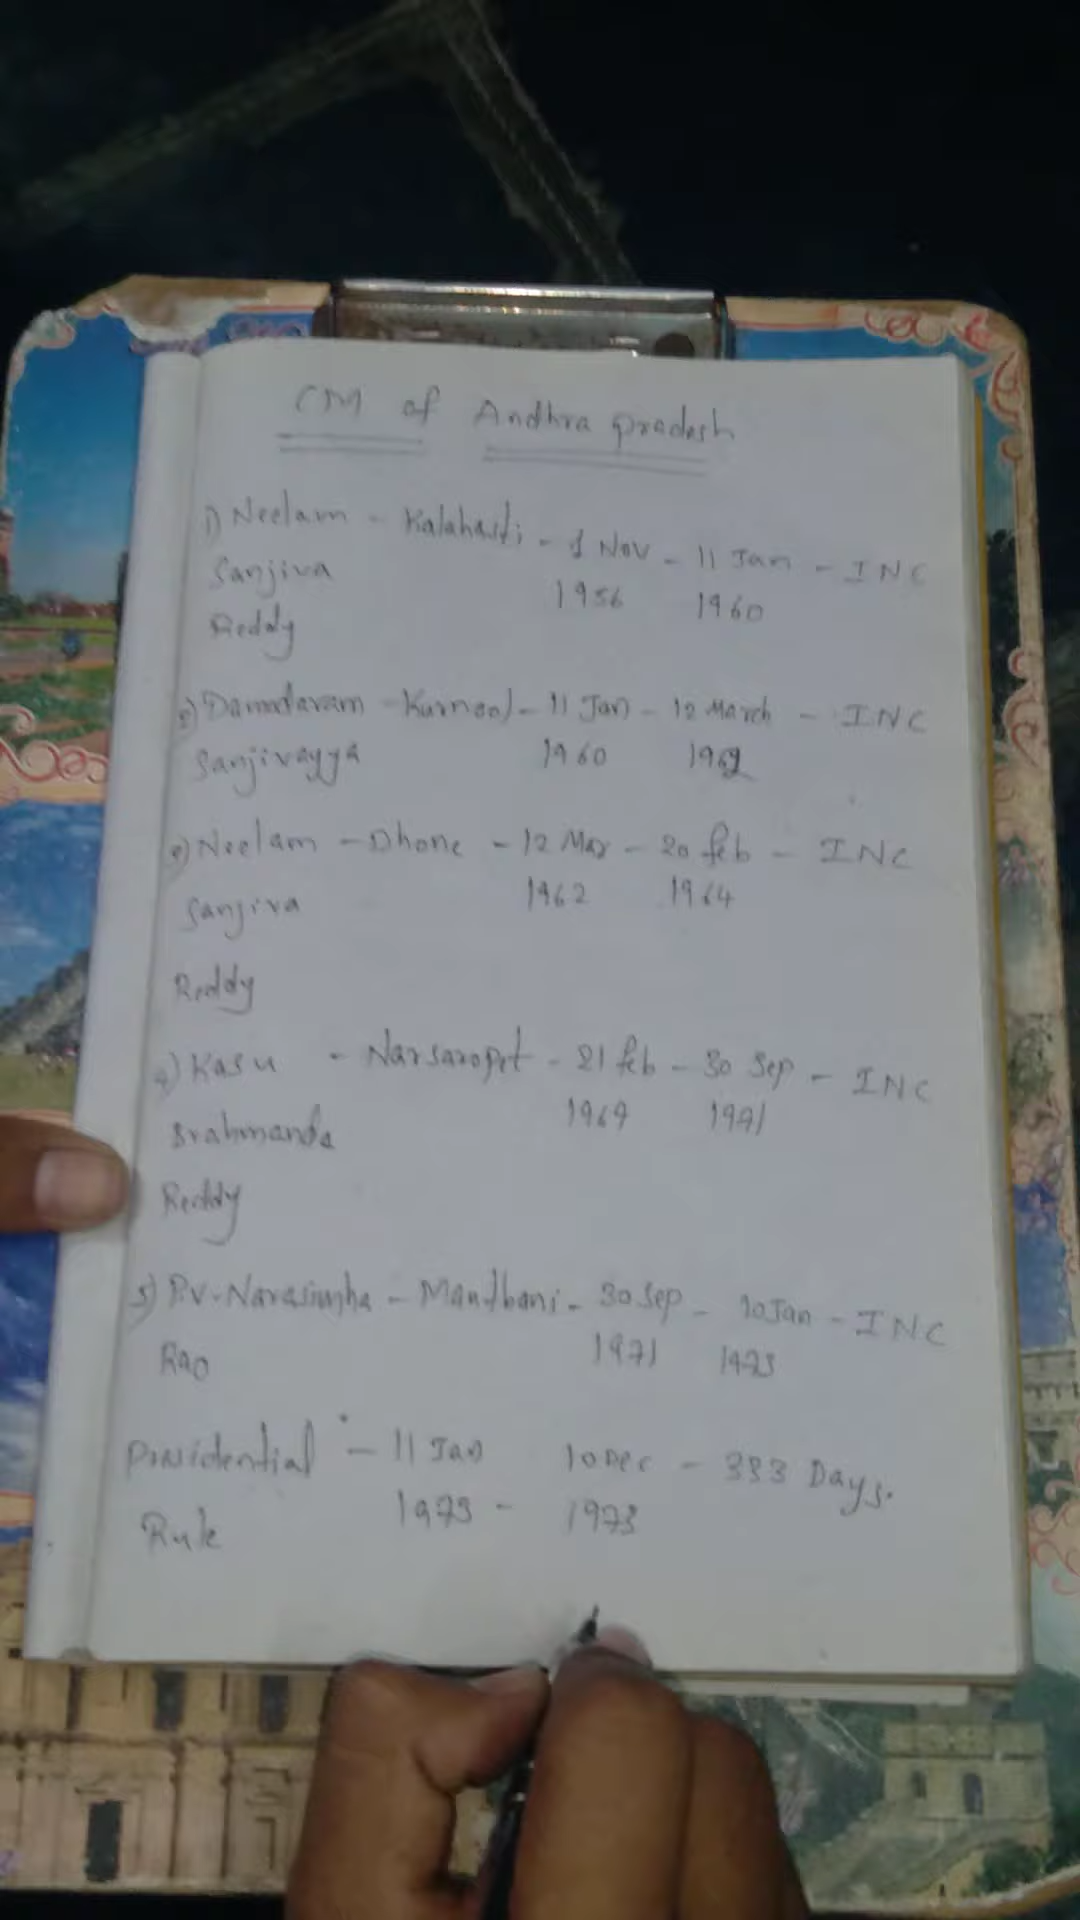 CM of Andhra pradesh
1) Neelam - Kalahasti - 1 Nov - 11 Jan - INC
Sanjiva 1956 1960
Reddy
2) Damodaram - Kurnool - 11 Jan - 12 March - INC
Sanjivayya 1960 1962
3) Neelam - Dhone - 12 Mar - 20 feb - INC
Sanjiva 1962 1964
Reddy
4) Kasu - Narsaropet - 21 feb - 30 Sep - INC
Brahmanda 1964 1971
Reddy
5) P.V. Narasimha - Manthani - 30 Sep - 10 Jan - INC
Rao 1971 1973
Presidential - 11 Jan 10 Dec - 333 Days.
Rule 1973 - 1973